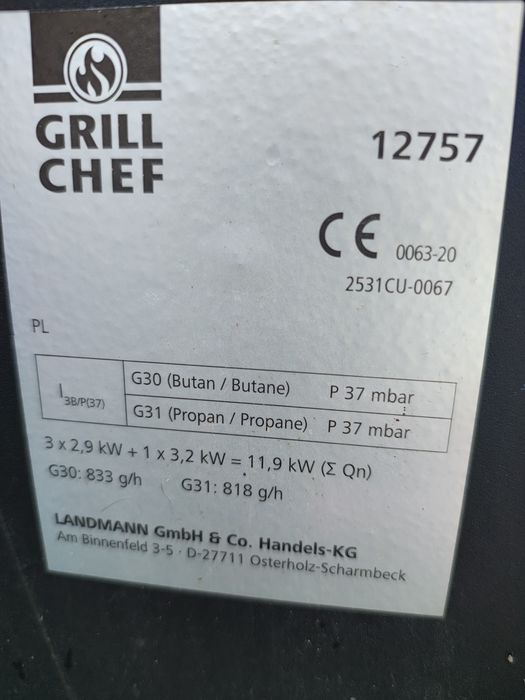 GRILL
CHEF
12757
CE 0063-20
2531CU-0067
PL
I3B/P(37)
G30 (Butan / Butane) P 37 mbar
G31 (Propan / Propane) P 37 mbar
3 x 2,9 kW + 1 x 3,2 kW = 11,9 kW (Σ Qn)
G30: 833 g/h G31: 818 g/h
LANDMANN GmbH & Co. Handels-KG
Am Binnenfeld 3-5 · D-27711 Osterholz-Scharmbeck